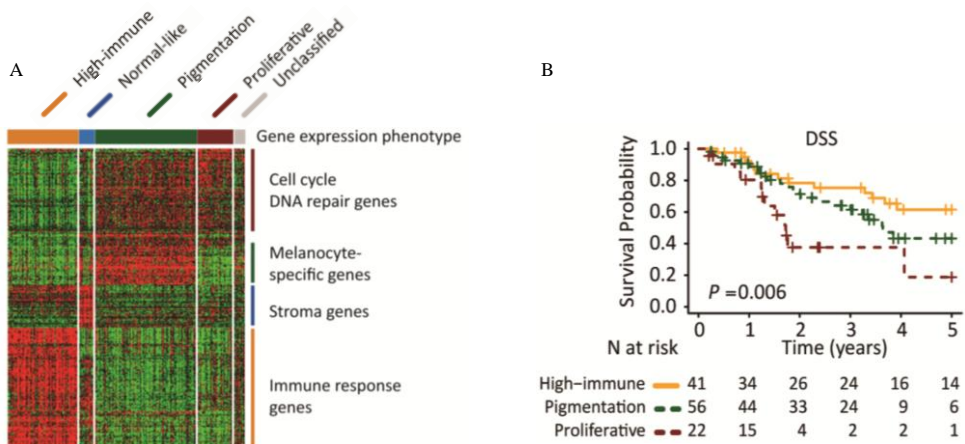 A
High-immune
Normal-like
Pigmentation
Proliferative
Unclassified
Gene expression phenotype
Cell cycle
DNA repair genes
Melanocyte-
specific genes
Stroma genes
Immune response
genes
B
DSS
Survival Probability
1.0
0.8
0.6
0.4
0.2
0.0
P =0.006
0 1 2 3 4 5
N at risk Time (years)
High-immune 41 34 26 24 16 14
Pigmentation 56 44 33 24 9 6
Proliferative 22 15 4 2 2 1